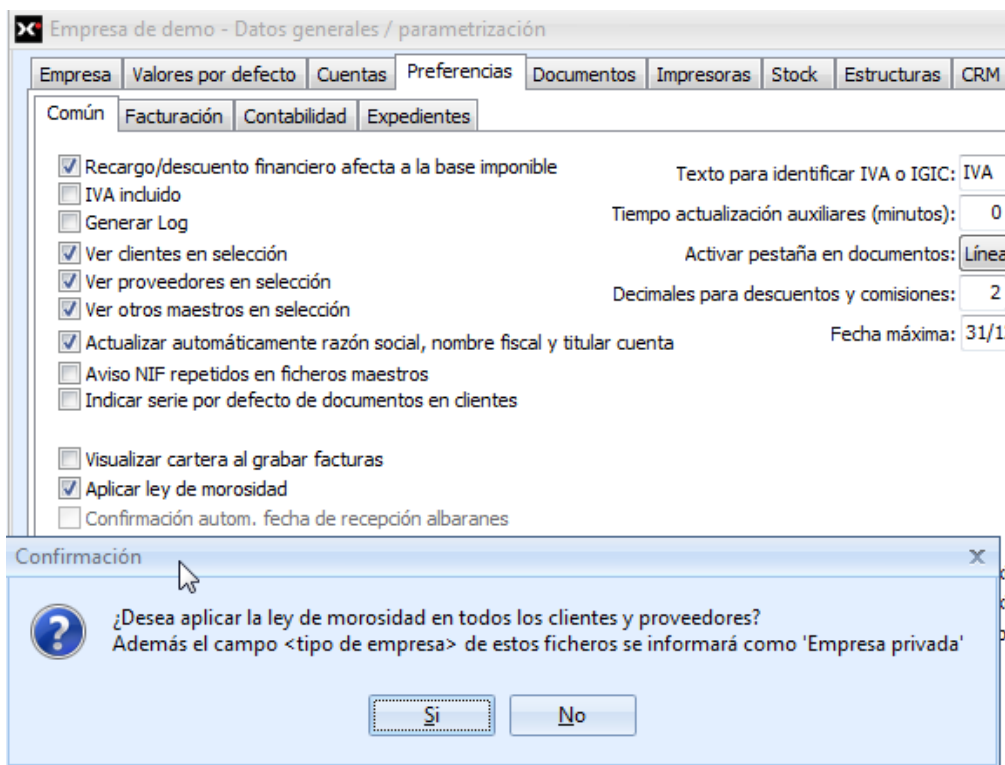 Empresa de demo - Datos generales / parametrización
Empresa Valores por defecto Cuentas Preferencias Documentos Impresoras Stock Estructuras CRM
Común Facturación Contabilidad Expedientes
Recargo/descuento financiero afecta a la base imponible
Texto para identificar IVA o IGIC: IVA
IVA incluido
Generar Log
Tiempo actualización auxiliares (minutos): 0
Ver clientes en selección
Activar pestaña en documentos: Línea
Ver proveedores en selección
Decimales para descuentos y comisiones: 2
Ver otros maestros en selección
Actualizar automáticamente razón social, nombre fiscal y titular cuenta
Fecha máxima: 31/1
Aviso NIF repetidos en ficheros maestros
Indicar serie por defecto de documentos en clientes
Visualizar cartera al grabar facturas
Aplicar ley de morosidad
Confirmación autom. fecha de recepción albaranes
Confirmación
¿Desea aplicar la ley de morosidad en todos los clientes y proveedores?
Además el campo <tipo de empresa> de estos ficheros se informará como 'Empresa privada'
Si No